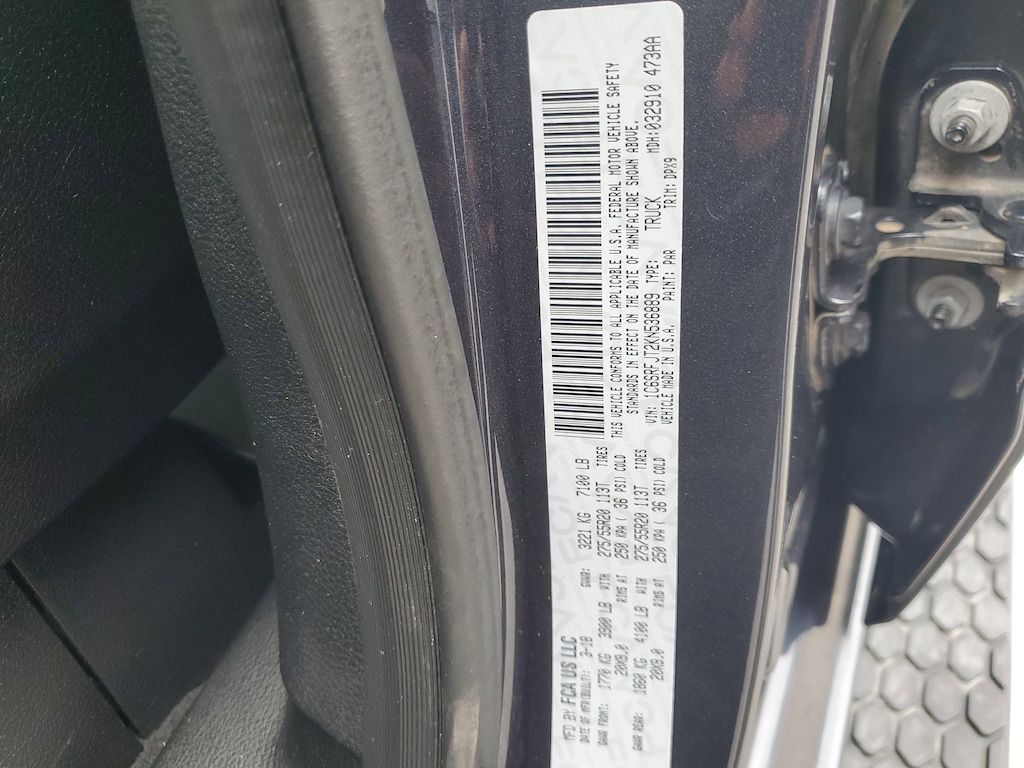 MFD BY FCA US LLC
DATE OF MFR(BUILT): 3-18 GVWR: 3221 KG 7100 LB
GAWR FRONT: 1770 KG 3900 LB WITH 275/55R20 113T TIRES
20X9.0 RIMS AT 250 KPA ( 36 PSI) COLD
GAWR REAR: 1860 KG 4100 LB WITH 275/55R20 113T TIRES
20X9.0 RIMS AT 250 KPA ( 36 PSI) COLD
THIS VEHICLE CONFORMS TO ALL APPLICABLE U.S.A. FEDERAL MOTOR VEHICLE SAFETY
STANDARDS IN EFFECT ON THE DATE OF MANUFACTURE SHOWN ABOVE.
VIN: 1C6SRFJT2KN536889 TYPE: TRUCK MDH:032910 473AA
VEHICLE MADE IN U.S.A. PAINT: PAR TRIM: DPX9